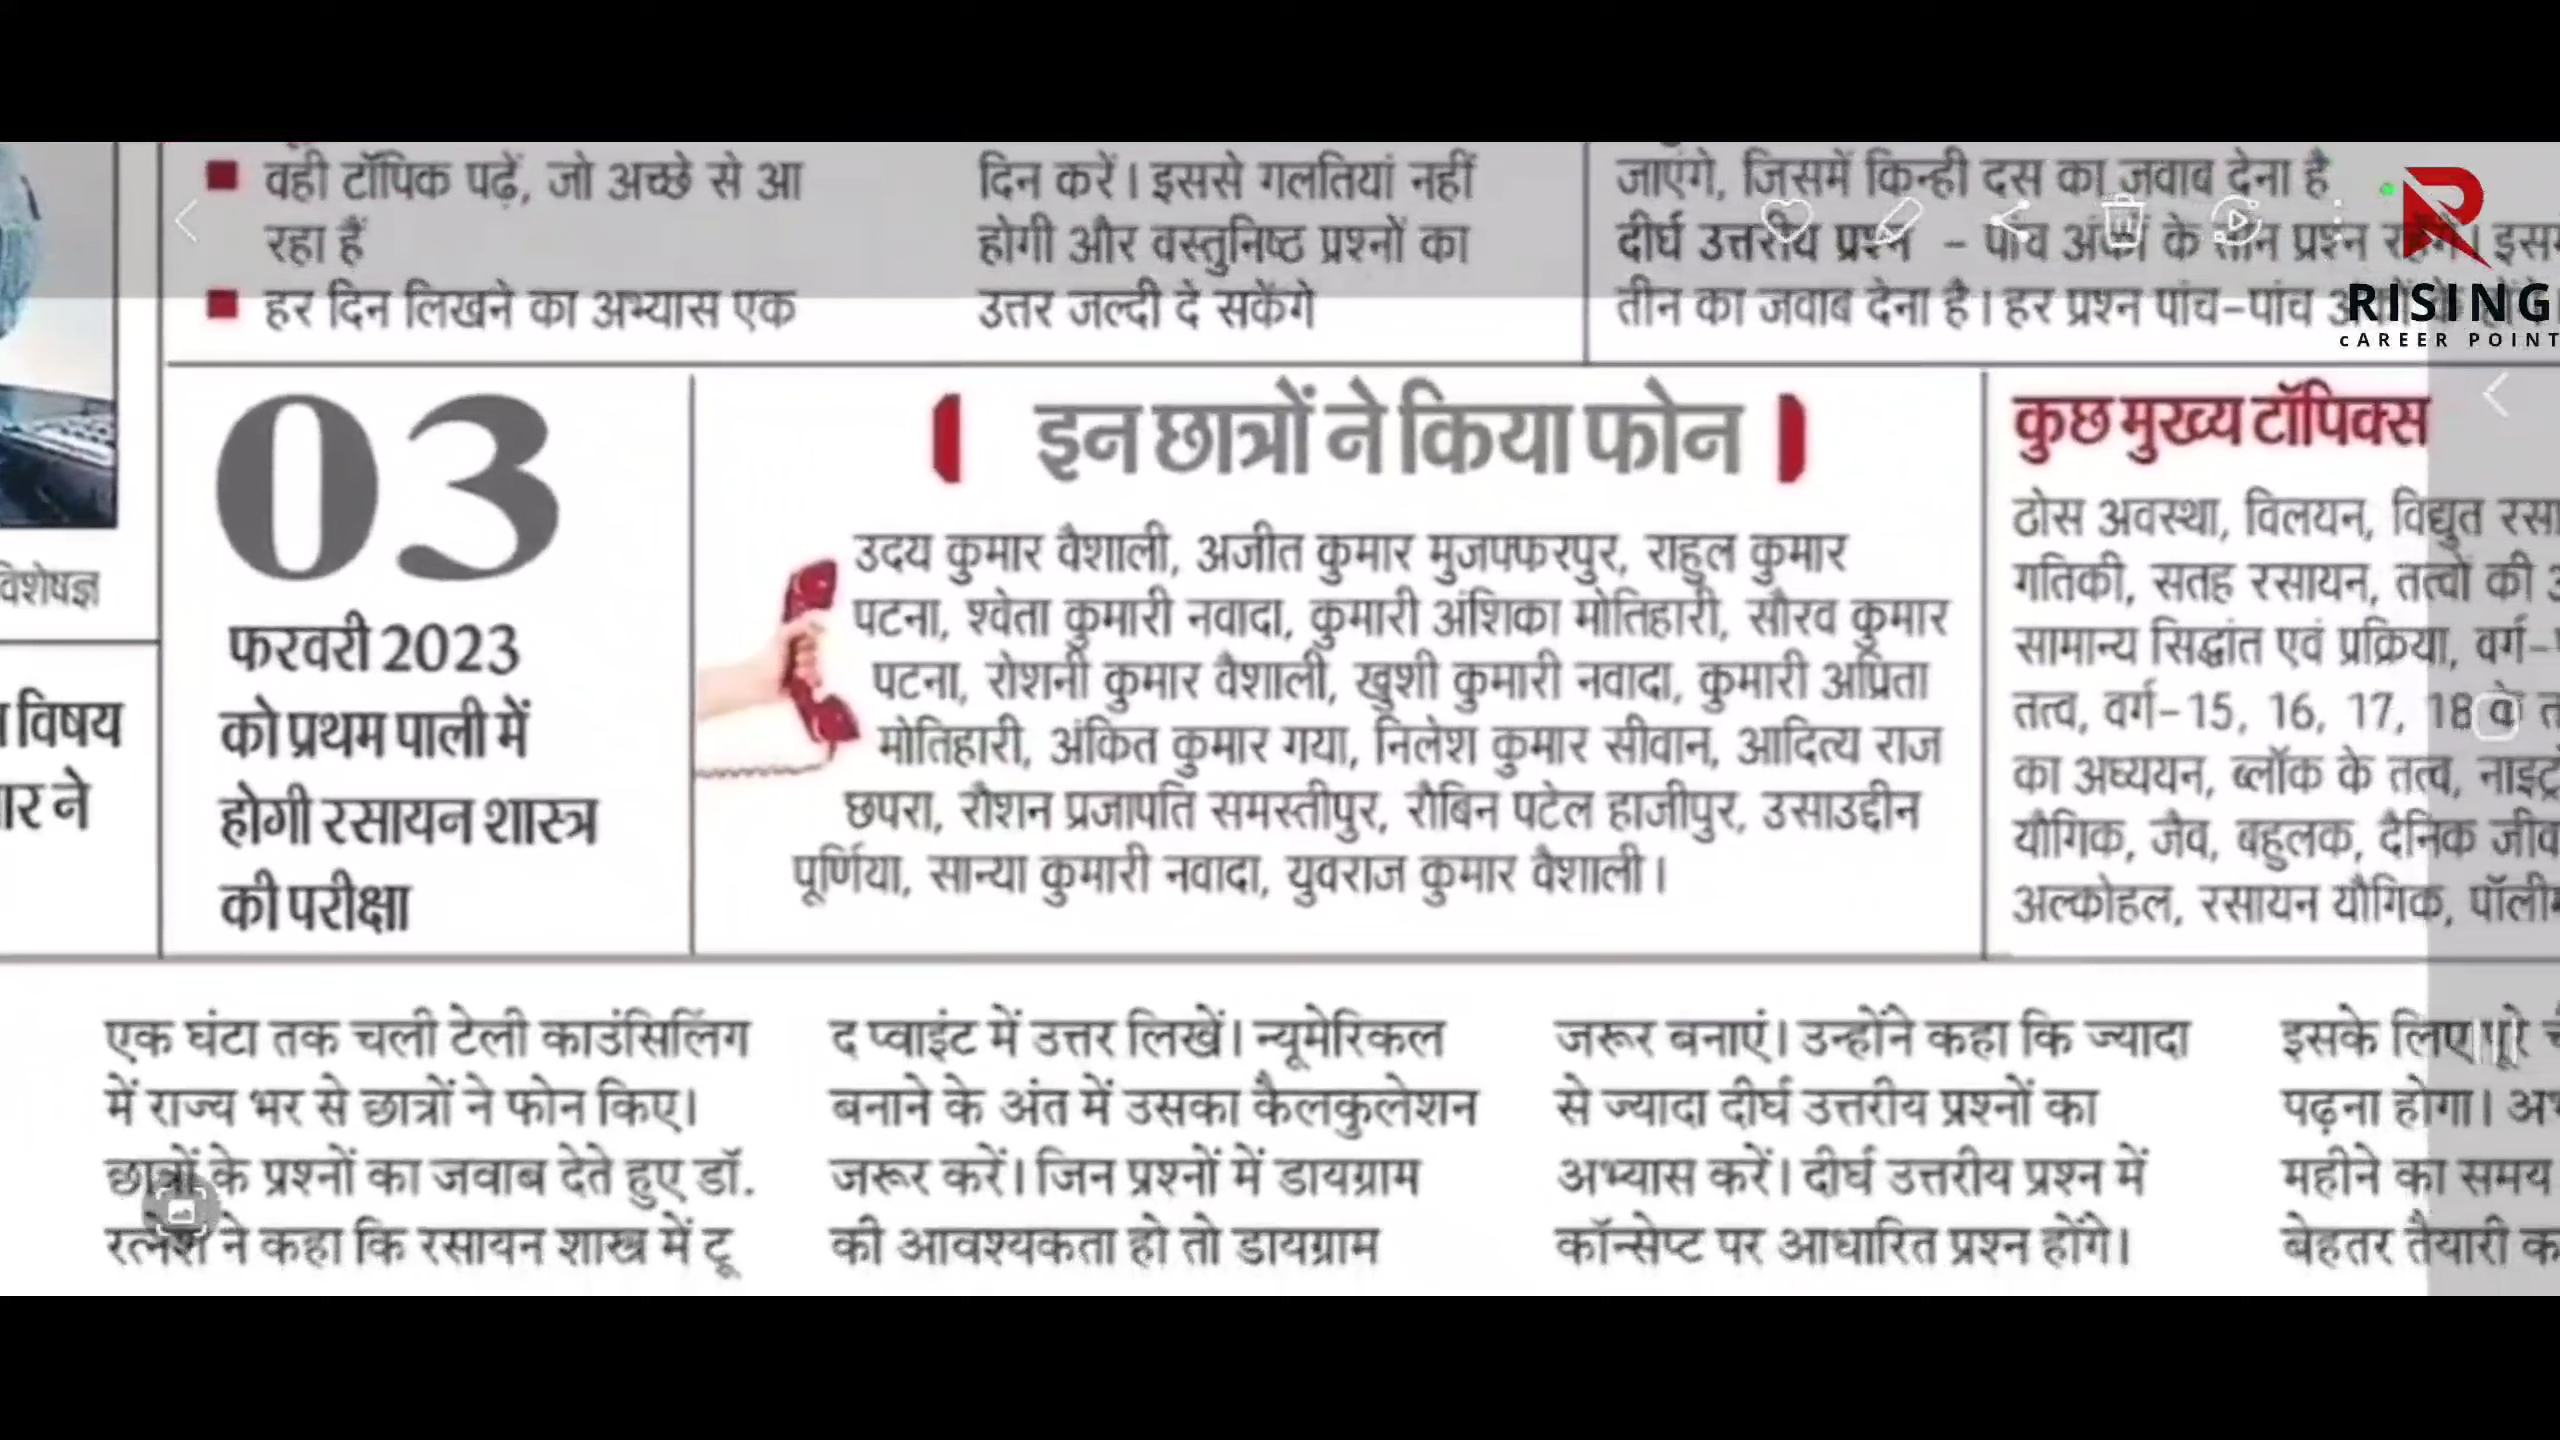 वही टॉपिक पढ़ें, जो अच्छे से आ
रहा हैं
हर दिन लिखने का अभ्यास एक
दिन करें। इससे गलतियां नहीं
होगी और वस्तुनिष्ठ प्रश्नों का
उत्तर जल्दी दे सकेंगे
जाएंगे, जिसमें किन्ही दस का जवाब देना है
दीर्घ उत्तरीय प्रश्न - पांच अंकों के तीन प्रश्न रहेंगे। इसमें
तीन का जवाब देना है। हर प्रश्न पांच-पांच
RISING
cAREER POINT
विशेषज्ञ
विषय
ने
03
फरवरी 2023
को प्रथम पाली में
होगी रसायन शास्त्र
की परीक्षा
इन छात्रों ने किया फोन
उदय कुमार वैशाली, अजीत कुमार मुजफ्फरपुर, राहुल कुमार
पटना, श्वेता कुमारी नवादा, कुमारी अंशिका मोतिहारी, सौरव कुमार
पटना, रोशनी कुमार वैशाली, खुशी कुमारी नवादा, कुमारी अप्रिता
मोतिहारी, अंकित कुमार गया, निलेश कुमार सीवान, आदित्य राज
छपरा, रौशन प्रजापति समस्तीपुर, रौबिन पटेल हाजीपुर, उसाउद्दीन
पूर्णिया, सान्या कुमारी नवादा, युवराज कुमार वैशाली।
कुछ मुख्य टॉपिक्स
ठोस अवस्था, विलयन, विद्युत
गतिकी, सतह रसायन, तत्वों की
सामान्य सिद्धांत एवं प्रक्रिया, वर्ग-
तत्व, वर्ग-15, 16, 17, 18 के
का अध्ययन, ब्लॉक के तत्व,
यौगिक, जैव, बहुलक, दैनिक
अल्कोहल, रसायन यौगिक,
एक घंटा तक चली टेली काउंसिलिंग
में राज्य भर से छात्रों ने फोन किए।
छात्रों के प्रश्नों का जवाब देते हुए डॉ.
रत्नेश ने कहा कि रसायन शास्त्र में टू
द प्वाइंट में उत्तर लिखें। न्यूमेरिकल
बनाने के अंत में उसका कैलकुलेशन
जरूर करें। जिन प्रश्नों में डायग्राम
की आवश्यकता हो तो डायग्राम
जरूर बनाएं। उन्होंने कहा कि ज्यादा
से ज्यादा दीर्घ उत्तरीय प्रश्नों का
अभ्यास करें। दीर्घ उत्तरीय प्रश्न में
कॉन्सेप्ट पर आधारित प्रश्न होंगे।
इसके लिए पूरे
पढ़ना होगा।
महीने का समय
बेहतर तैयारी